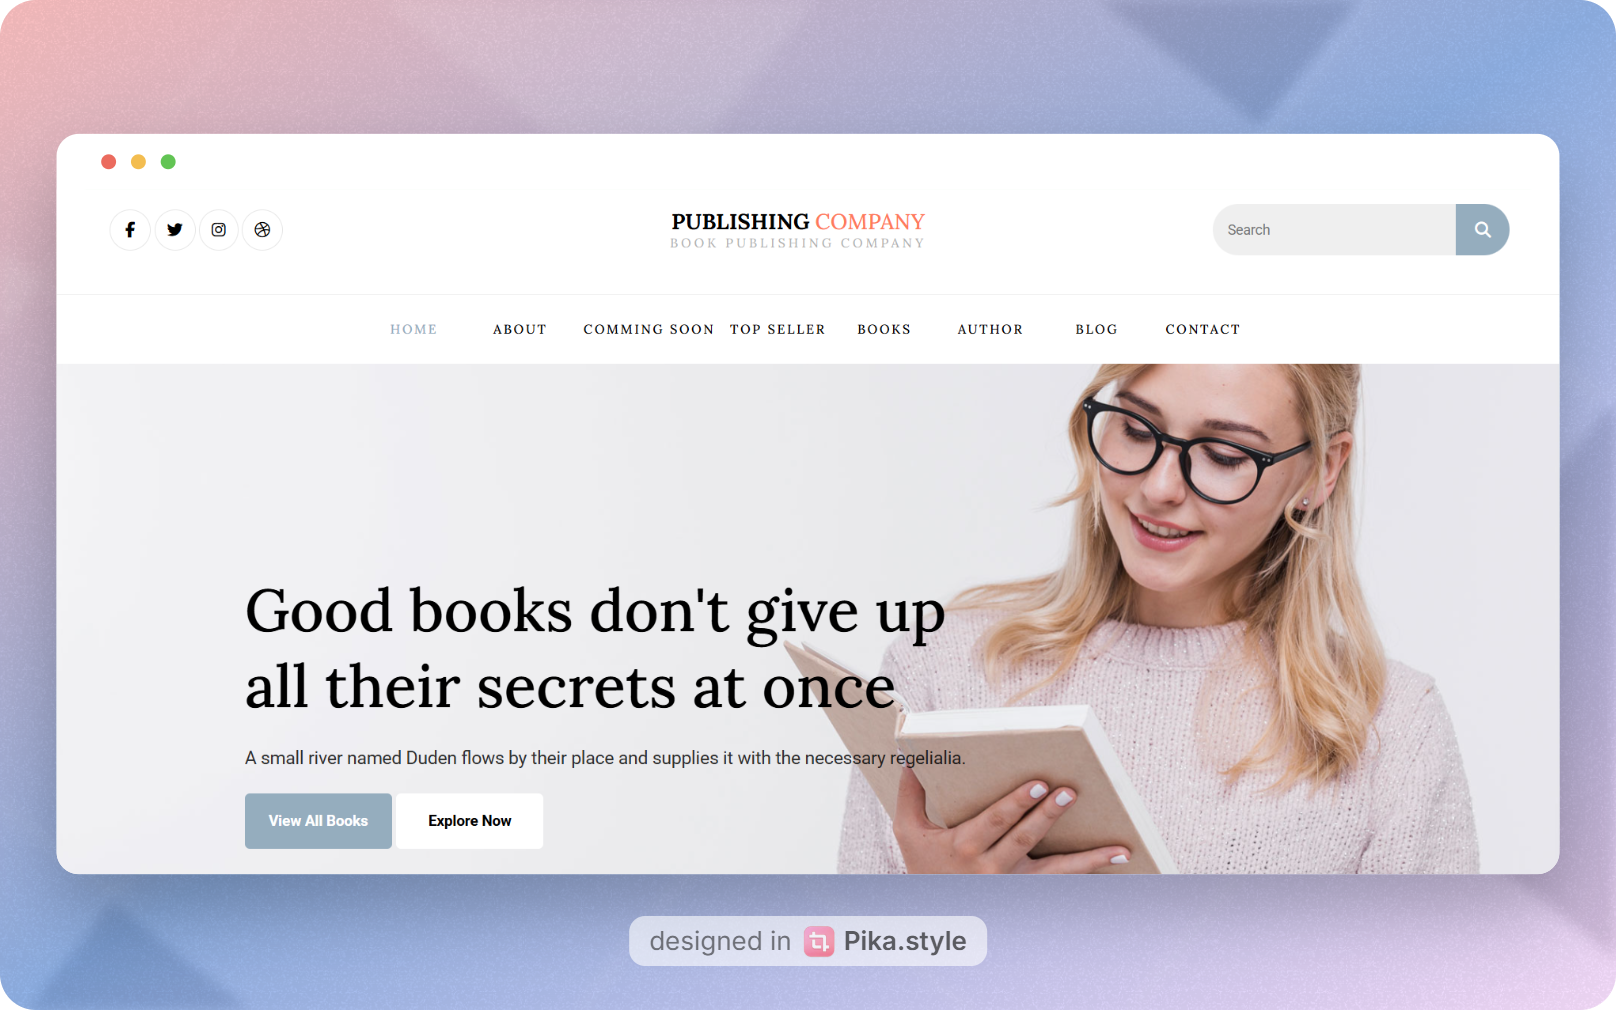 PUBLISHING COMPANY
BOOK PUBLISHING COMPANY
Search
HOME ABOUT COMMING SOON TOP SELLER BOOKS AUTHOR BLOG CONTACT
Good books don't give up
all their secrets at once
A small river named Duden flows by their place and supplies it with the necessary regelialia.
View All Books Explore Now
designed in Pika.style